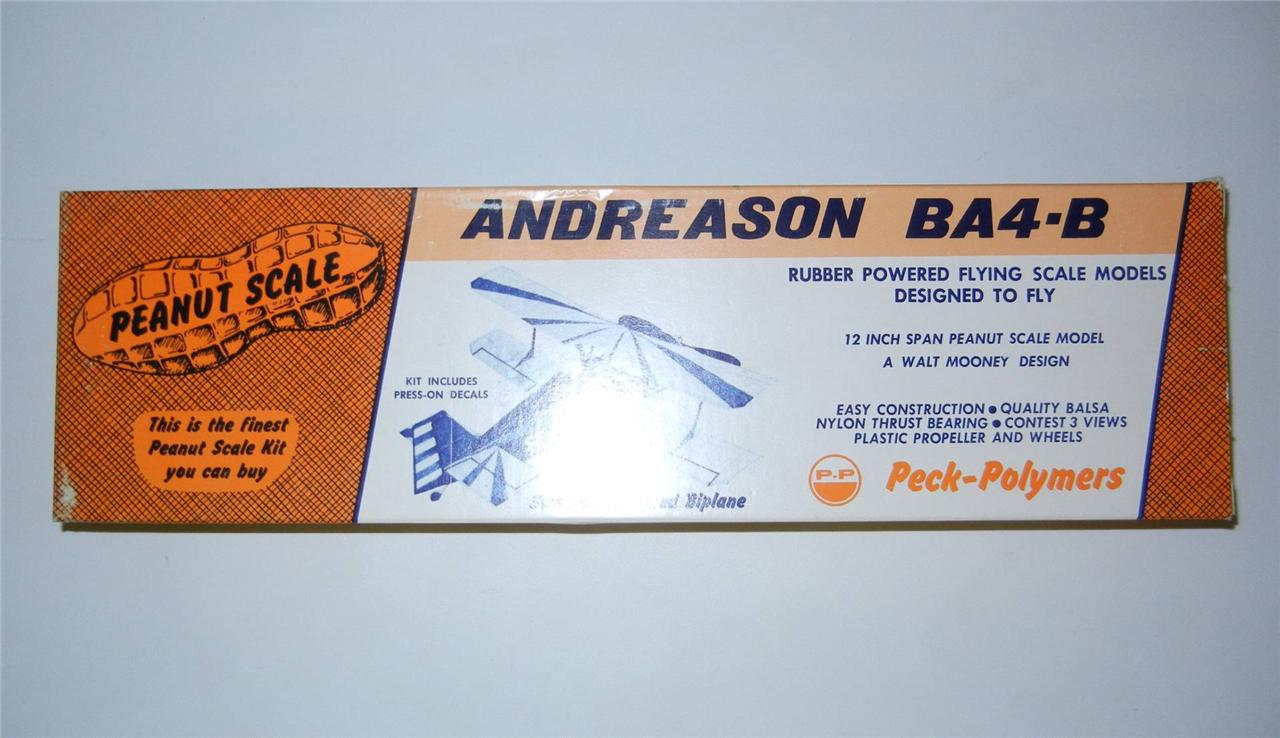 PEANUT SCALE
This is the finest
Peanut Scale Kit
you can buy
ANDREASON BA4-B
KIT INCLUDES
PRESS-ON DECALS
Biplane
RUBBER POWERED FLYING SCALE MODELS
DESIGNED TO FLY
12 INCH SPAN PEANUT SCALE MODEL
A WALT MOONEY DESIGN
EASY CONSTRUCTION • QUALITY BALSA
NYLON THRUST BEARING • CONTEST 3 VIEWS
PLASTIC PROPELLER AND WHEELS
P-P
Peck-Polymers